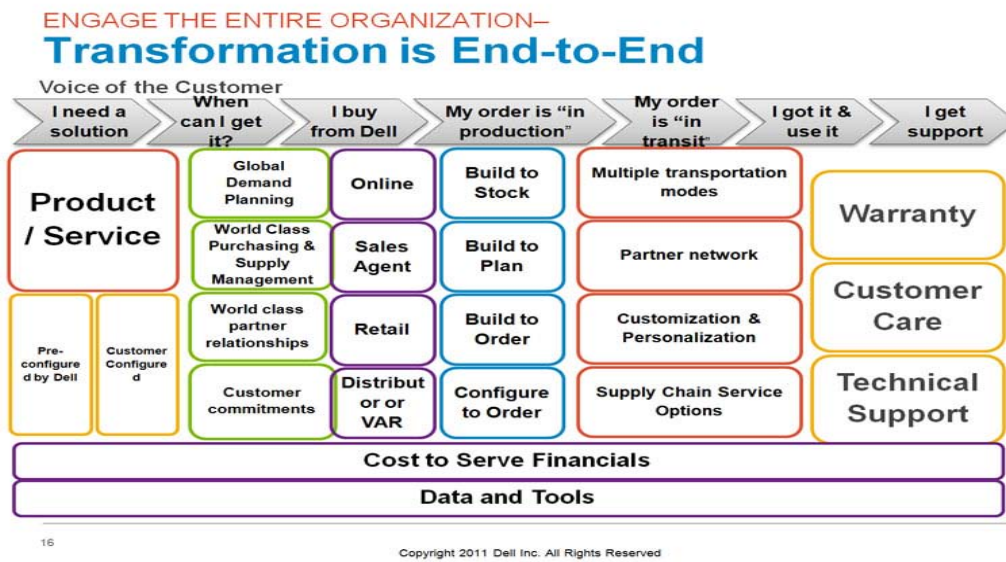 ENGAGE THE ENTIRE ORGANIZATION–
Transformation is End-to-End
Voice of the Customer
I need a
solution
When
can I get
it?
I buy
from Dell
My order is “in
production”
My order
is “in
transit”
I got it &
use it
I get
support
Product
/ Service
Pre-
configure
d by Dell
Customer
Configure
d
Global
Demand
Planning
World Class
Purchasing &
Supply
Management
World class
partner
relationships
Customer
commitments
Online
Sales
Agent
Retail
Distribut
or or
VAR
Build to
Stock
Build to
Plan
Build to
Order
Configure
to Order
Multiple transportation
modes
Partner network
Customization &
Personalization
Supply Chain Service
Options
Warranty
Customer
Care
Technical
Support
Cost to Serve Financials
Data and Tools
16
Copyright 2011 Dell Inc. All Rights Reserved